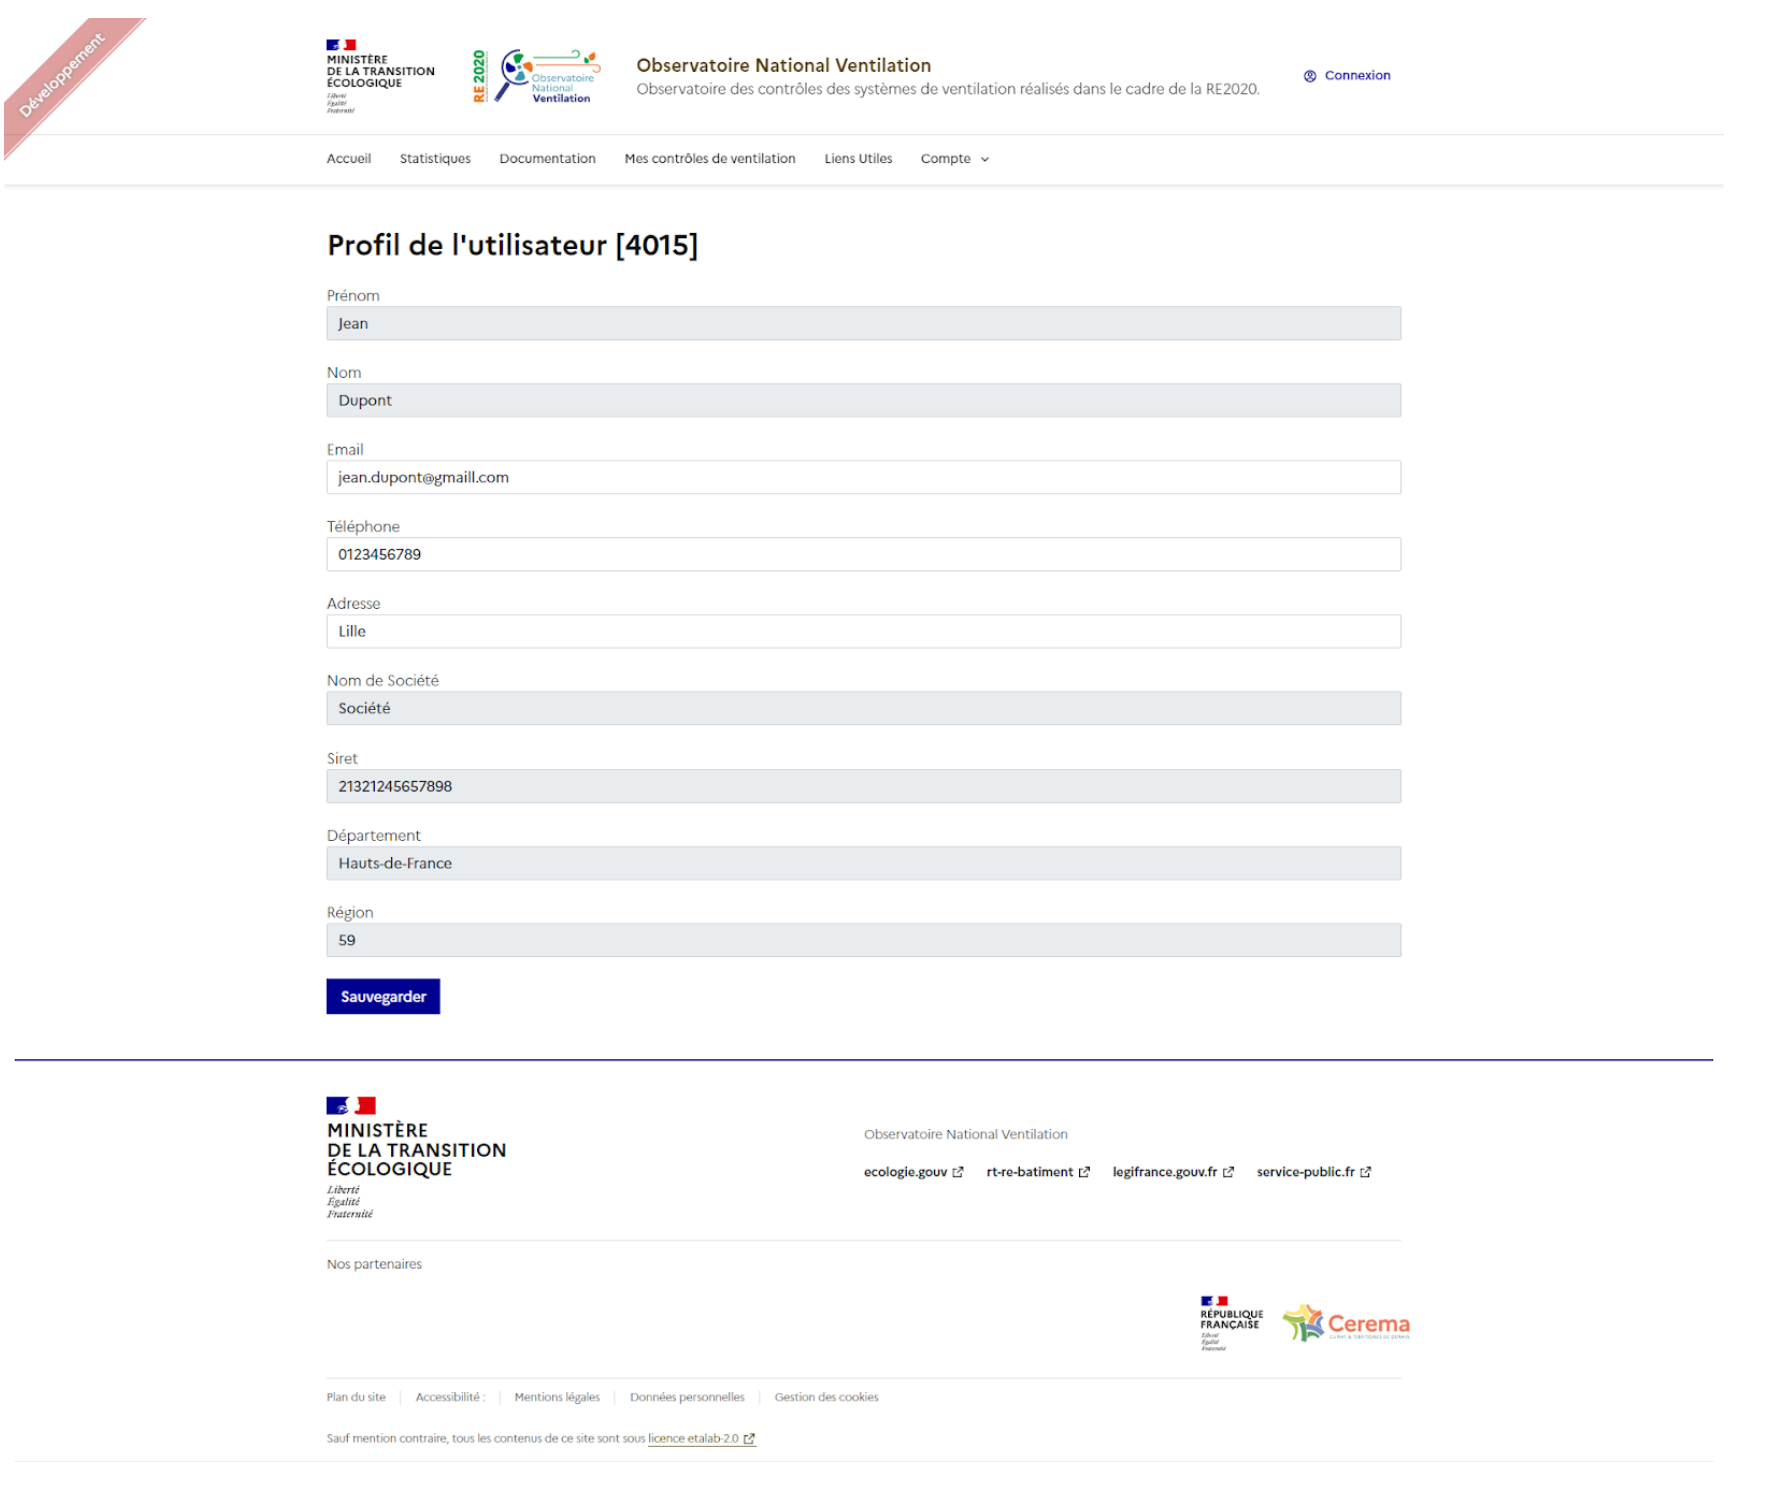 Développement
MINISTÈRE
DE LA TRANSITION
ÉCOLOGIQUE
Liberté
Égalité
Fraternité
RE2020
Observatoire
National
Ventilation
Observatoire National Ventilation
Observatoire des contrôles des systèmes de ventilation réalisés dans le cadre de la RE2020.
Connexion
Accueil Statistiques Documentation Mes contrôles de ventilation Liens Utiles Compte
Profil de l'utilisateur [4015]
Prénom
Jean
Nom
Dupont
Email
jean.dupont@gmaill.com
Téléphone
0123456789
Adresse
Lille
Nom de Société
Société
Siret
21321245657898
Département
Hauts-de-France
Région
59
Sauvegarder
MINISTÈRE
DE LA TRANSITION
ÉCOLOGIQUE
Liberté
Égalité
Fraternité
Observatoire National Ventilation
ecologie.gouv rt-re-batiment legifrance.gouv.fr service-public.fr
Nos partenaires
RÉPUBLIQUE
FRANÇAISE
Liberté
Égalité
Fraternité
Cerema
CLIMAT & TERRITOIRES DE DEMAIN
Plan du site Accessibilité : Mentions légales Données personnelles Gestion des cookies
Sauf mention contraire, tous les contenus de ce site sont sous licence etalab-2.0